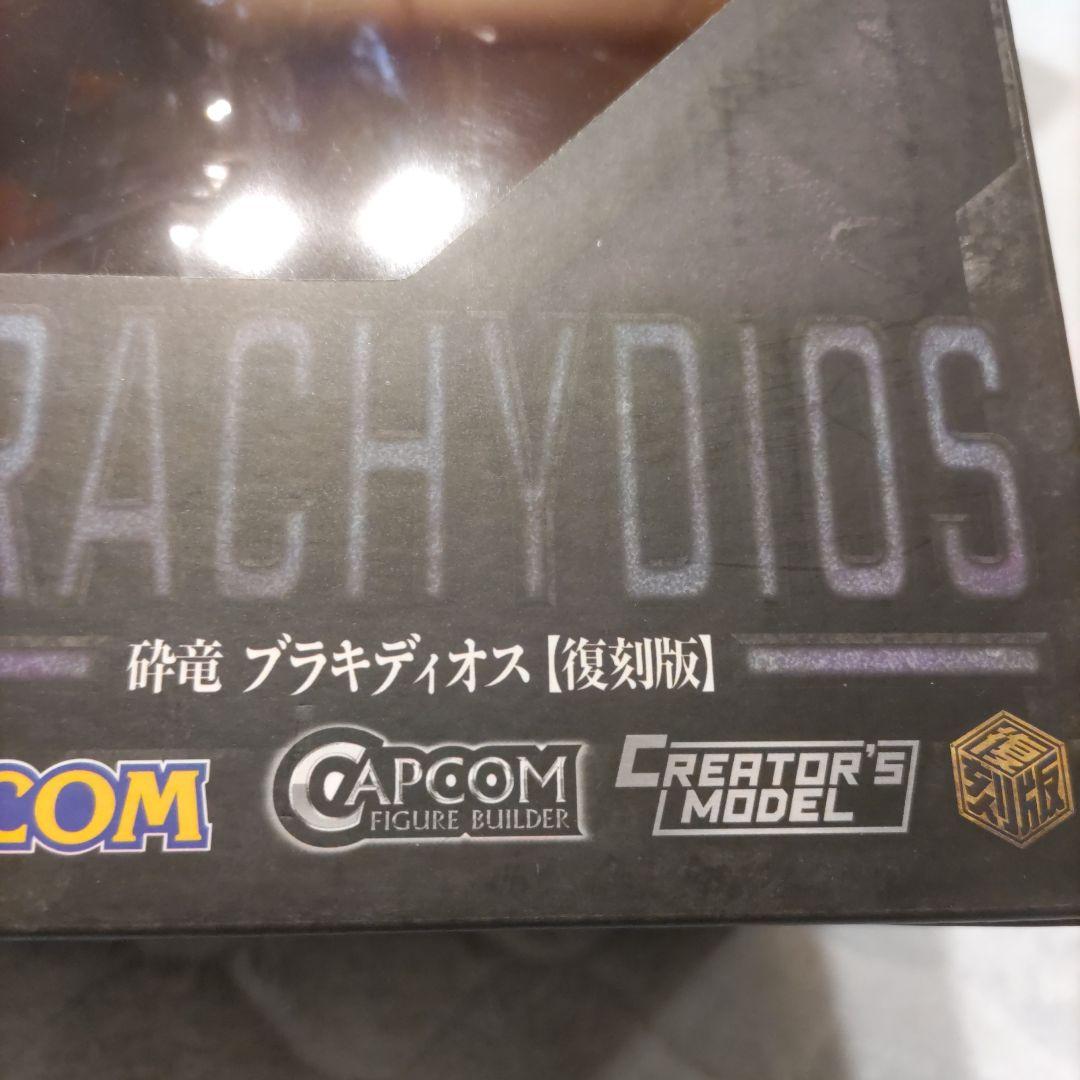 RACHYDIOS
砕竜 ブラキディオス【復刻版】
COM
CAPCOM
FIGURE BUILDER
CREATOR'S
MODEL
復刻版